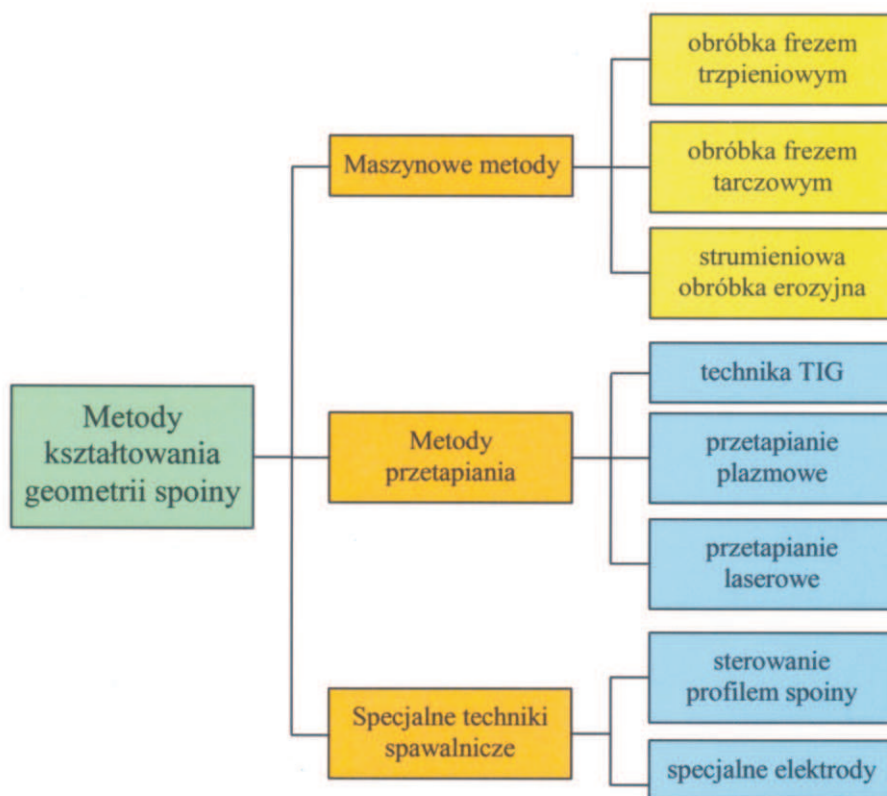 Metody
kształtowania
geometrii spoiny
Maszynowe metody
obróbka frezem
trzpieniowym
obróbka frezem
tarczowym
strumieniowa
obróbka erozyjna
Metody
przetapiania
technika TIG
przetapianie
plazmowe
przetapianie
laserowe
Specjalne techniki
spawalnicze
sterowanie
profilem spoiny
specjalne elektrody